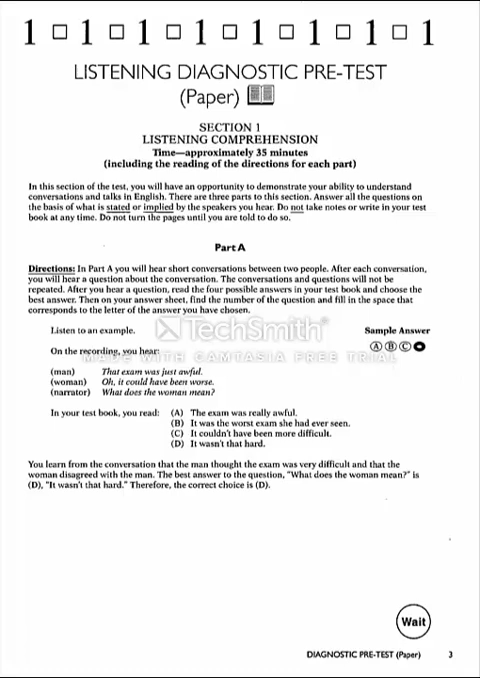 1 □ 1 □ 1 □ 1 □ 1 □ 1 □ 1 □ 1
LISTENING DIAGNOSTIC PRE-TEST
(Paper)
SECTION 1
LISTENING COMPREHENSION
Time—approximately 35 minutes
(including the reading of the directions for each part)
In this section of the test, you will have an opportunity to demonstrate your ability to understand
conversations and talks in English. There are three parts to this section. Answer all the questions on
the basis of what is stated or implied by the speakers you hear. Do not take notes or write in your test
book at any time. Do not turn the pages until you are told to do so.
Part A
Directions: In Part A you will hear short conversations between two people. After each conversation,
you will hear a question about the conversation. The conversations and questions will not be
repeated. After you hear a question, read the four possible answers in your test book and choose the
best answer. Then on your answer sheet, find the number of the question and fill in the space that
corresponds to the letter of the answer you have chosen.
Listen to an example. Sample Answer
TechSmith
On the recording, you hear: A B C
MADE WITH CAMTASIA FREE TRIAL
(man) That exam was just awful.
(woman) Oh, it could have been worse.
(narrator) What does the woman mean?
In your test book, you read: (A) The exam was really awful.
(B) It was the worst exam she had ever seen.
(C) It couldn't have been more difficult.
(D) It wasn't that hard.
You learn from the conversation that the man thought the exam was very difficult and that the
woman disagreed with the man. The best answer to the question, "What does the woman mean?" is
(D), "It wasn't that hard." Therefore, the correct choice is (D).
Wait
DIAGNOSTIC PRE-TEST (Paper) 3